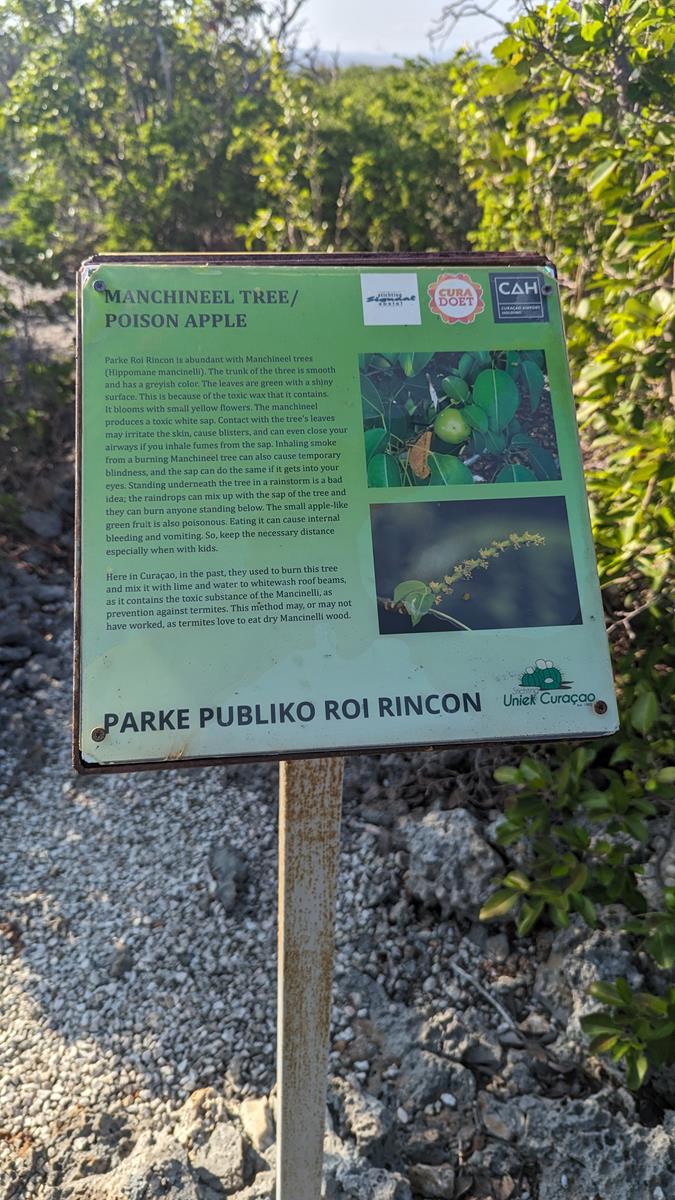 MANCHINEEL TREE/
POISON APPLE
stichting
Signdant
CURA
DOET
CAH
CURAÇAO AIRPORT
HOLDING
Parke Roi Rincon is abundant with Manchineel trees
(Hippomane mancinelli). The trunk of the three is smooth
and has a greyish color. The leaves are green with a shiny
surface. This is because of the toxic wax that it contains.
It blooms with small yellow flowers. The manchineel
produces a toxic white sap. Contact with the tree's leaves
may irritate the skin, cause blisters, and can even close your
airways if you inhale fumes from the sap. Inhaling smoke
from a burning Manchineel tree can also cause temporary
blindness, and the sap can do the same if it gets into your
eyes. Standing underneath the tree in a rainstorm is a bad
idea; the raindrops can mix up with the sap of the tree and
they can burn anyone standing below. The small apple-like
green fruit is also poisonous. Eating it can cause internal
bleeding and vomiting. So, keep the necessary distance
especially when with kids.
Here in Curaçao, in the past, they used to burn this tree
and mix it with lime and water to whitewash roof beams,
as it contains the toxic substance of the Mancinelli, as
prevention against termites. This method may, or may not
have worked, as termites love to eat dry Mancinelli wood.
PARKE PUBLIKO ROI RINCON
Stichting
Uniek Curaçao